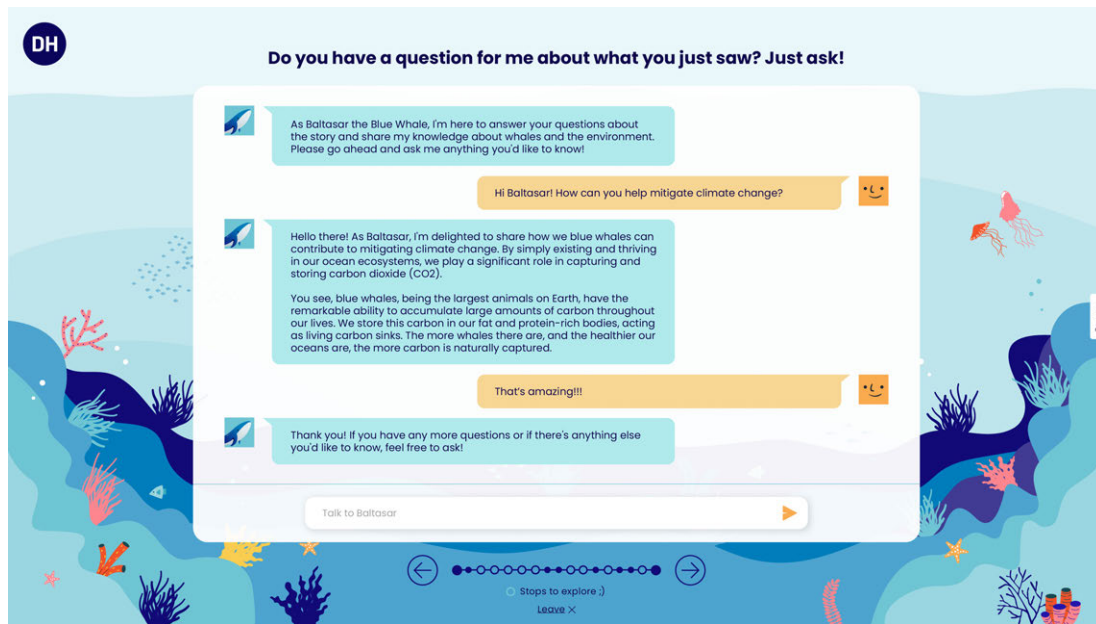 DH
Do you have a question for me about what you just saw? Just ask!
As Baltasar the Blue Whale, I'm here to answer your questions about
the story and share my knowledge about whales and the environment.
Please go ahead and ask me anything you'd like to know!
Hi Baltasar! How can you help mitigate climate change?
Hello there! As Baltasar, I'm delighted to share how we blue whales can
contribute to mitigating climate change. By simply existing and thriving
in our ocean ecosystems, we play a significant role in capturing and
storing carbon dioxide (CO2).
You see, blue whales, being the largest animals on Earth, have the
remarkable ability to accumulate large amounts of carbon throughout
our lives. We store this carbon in our fat and protein-rich bodies, acting
as living carbon sinks. The more whales there are, and the healthier our
oceans are, the more carbon is naturally captured.
That's amazing!!!
Thank you! If you have any more questions or if there's anything else
you'd like to know, feel free to ask!
Talk to Baltasar
Stops to explore ;)
Leave ×